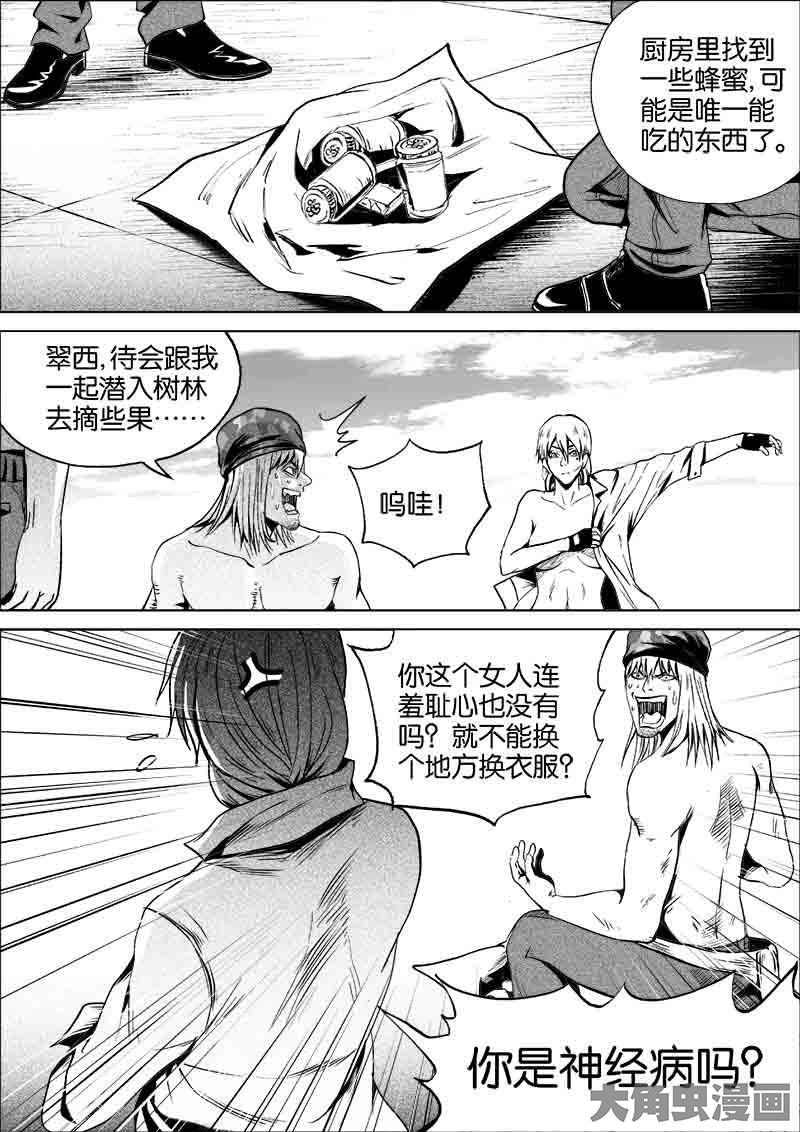 厨房里找到
一些蜂蜜,可
能是唯一能
吃的东西了。
翠西,待会跟我
一起潜入树林
去摘些果……
呜哇!
你这个女人连
羞耻心也没有
吗?就不能换
个地方换衣服?
你是神经病吗?
大角虫漫画